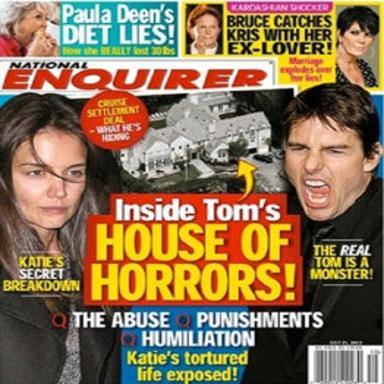 Paula Deen's
DIET LIES!
How she REALLY lost 30 lbs
KARDASHIAN SHOCKER
BRUCE CATCHES
KRIS WITH HER
EX-LOVER!
Marriage
explodes over
her lies!
NATIONAL
ENQUIRER
CRUISE
SETTLEMENT
DEAL
– WHAT HE'S
HIDING
Inside Tom's
HOUSE OF
HORRORS!
KATIE'S
SECRET
BREAKDOWN
THE REAL
TOM IS A
MONSTER!
THE ABUSE PUNISHMENTS
HUMILIATION
Katie's tortured
life exposed!